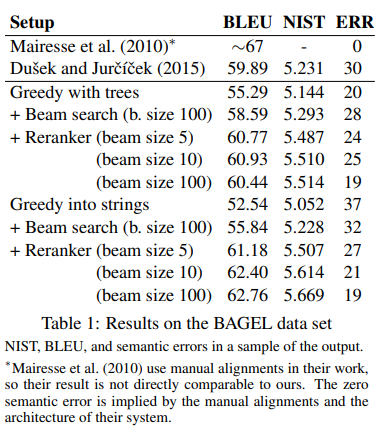 Setup BLEU NIST ERR
Mairesse et al. (2010)* ∼67 - 0
Dušek and Jurčíček (2015) 59.89 5.231 30
Greedy with trees 55.29 5.144 20
+ Beam search (b. size 100) 58.59 5.293 28
+ Reranker (beam size 5) 60.77 5.487 24
(beam size 10) 60.93 5.510 25
(beam size 100) 60.44 5.514 19
Greedy into strings 52.54 5.052 37
+ Beam search (b. size 100) 55.84 5.228 32
+ Reranker (beam size 5) 61.18 5.507 27
(beam size 10) 62.40 5.614 21
(beam size 100) 62.76 5.669 19
Table 1: Results on the BAGEL data set
NIST, BLEU, and semantic errors in a sample of the output.
*Mairesse et al. (2010) use manual alignments in their work,
so their result is not directly comparable to ours. The zero
semantic error is implied by the manual alignments and the
architecture of their system.